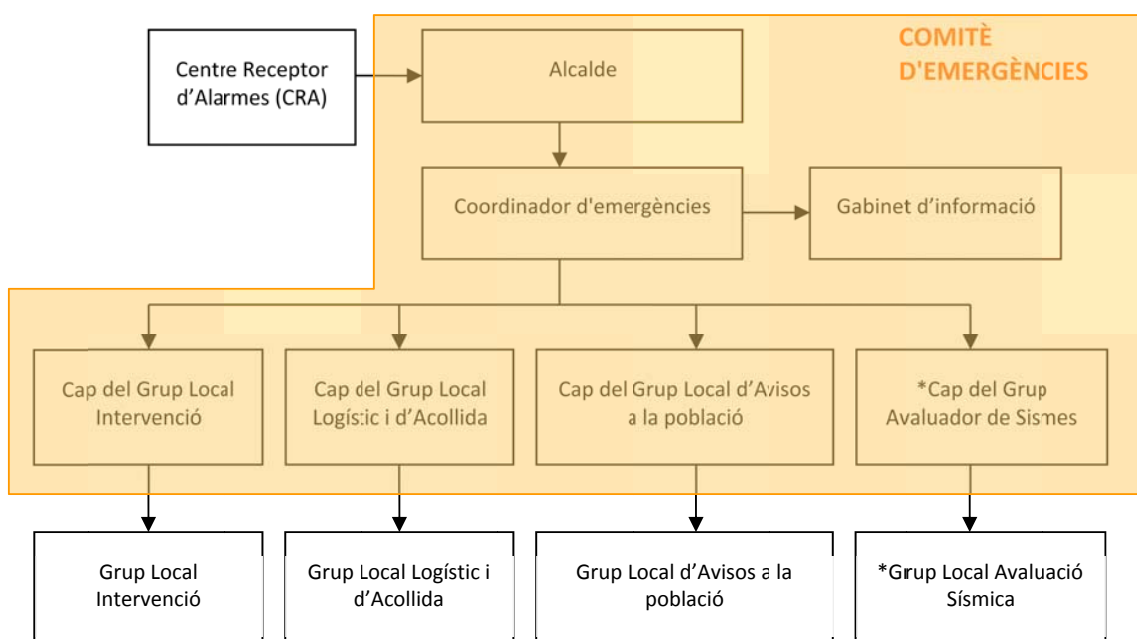 COMITÈ
D'EMERGÈNCIES
Centre Receptor
d'Alarmes (CRA)
Alcalde
Coordinador d'emergències
Gabinet d'informació
Cap del Grup Local
Intervenció
Cap del Grup Local
Logístic i d'Acollida
Cap del Grup Local d'Avisos
a la població
*Cap del Grup
Avaluador de Sismes
Grup Local
Intervenció
Grup Local Logístic i
d'Acollida
Grup Local d'Avisos a la
població
*Grup Local Avaluació
Sísmica